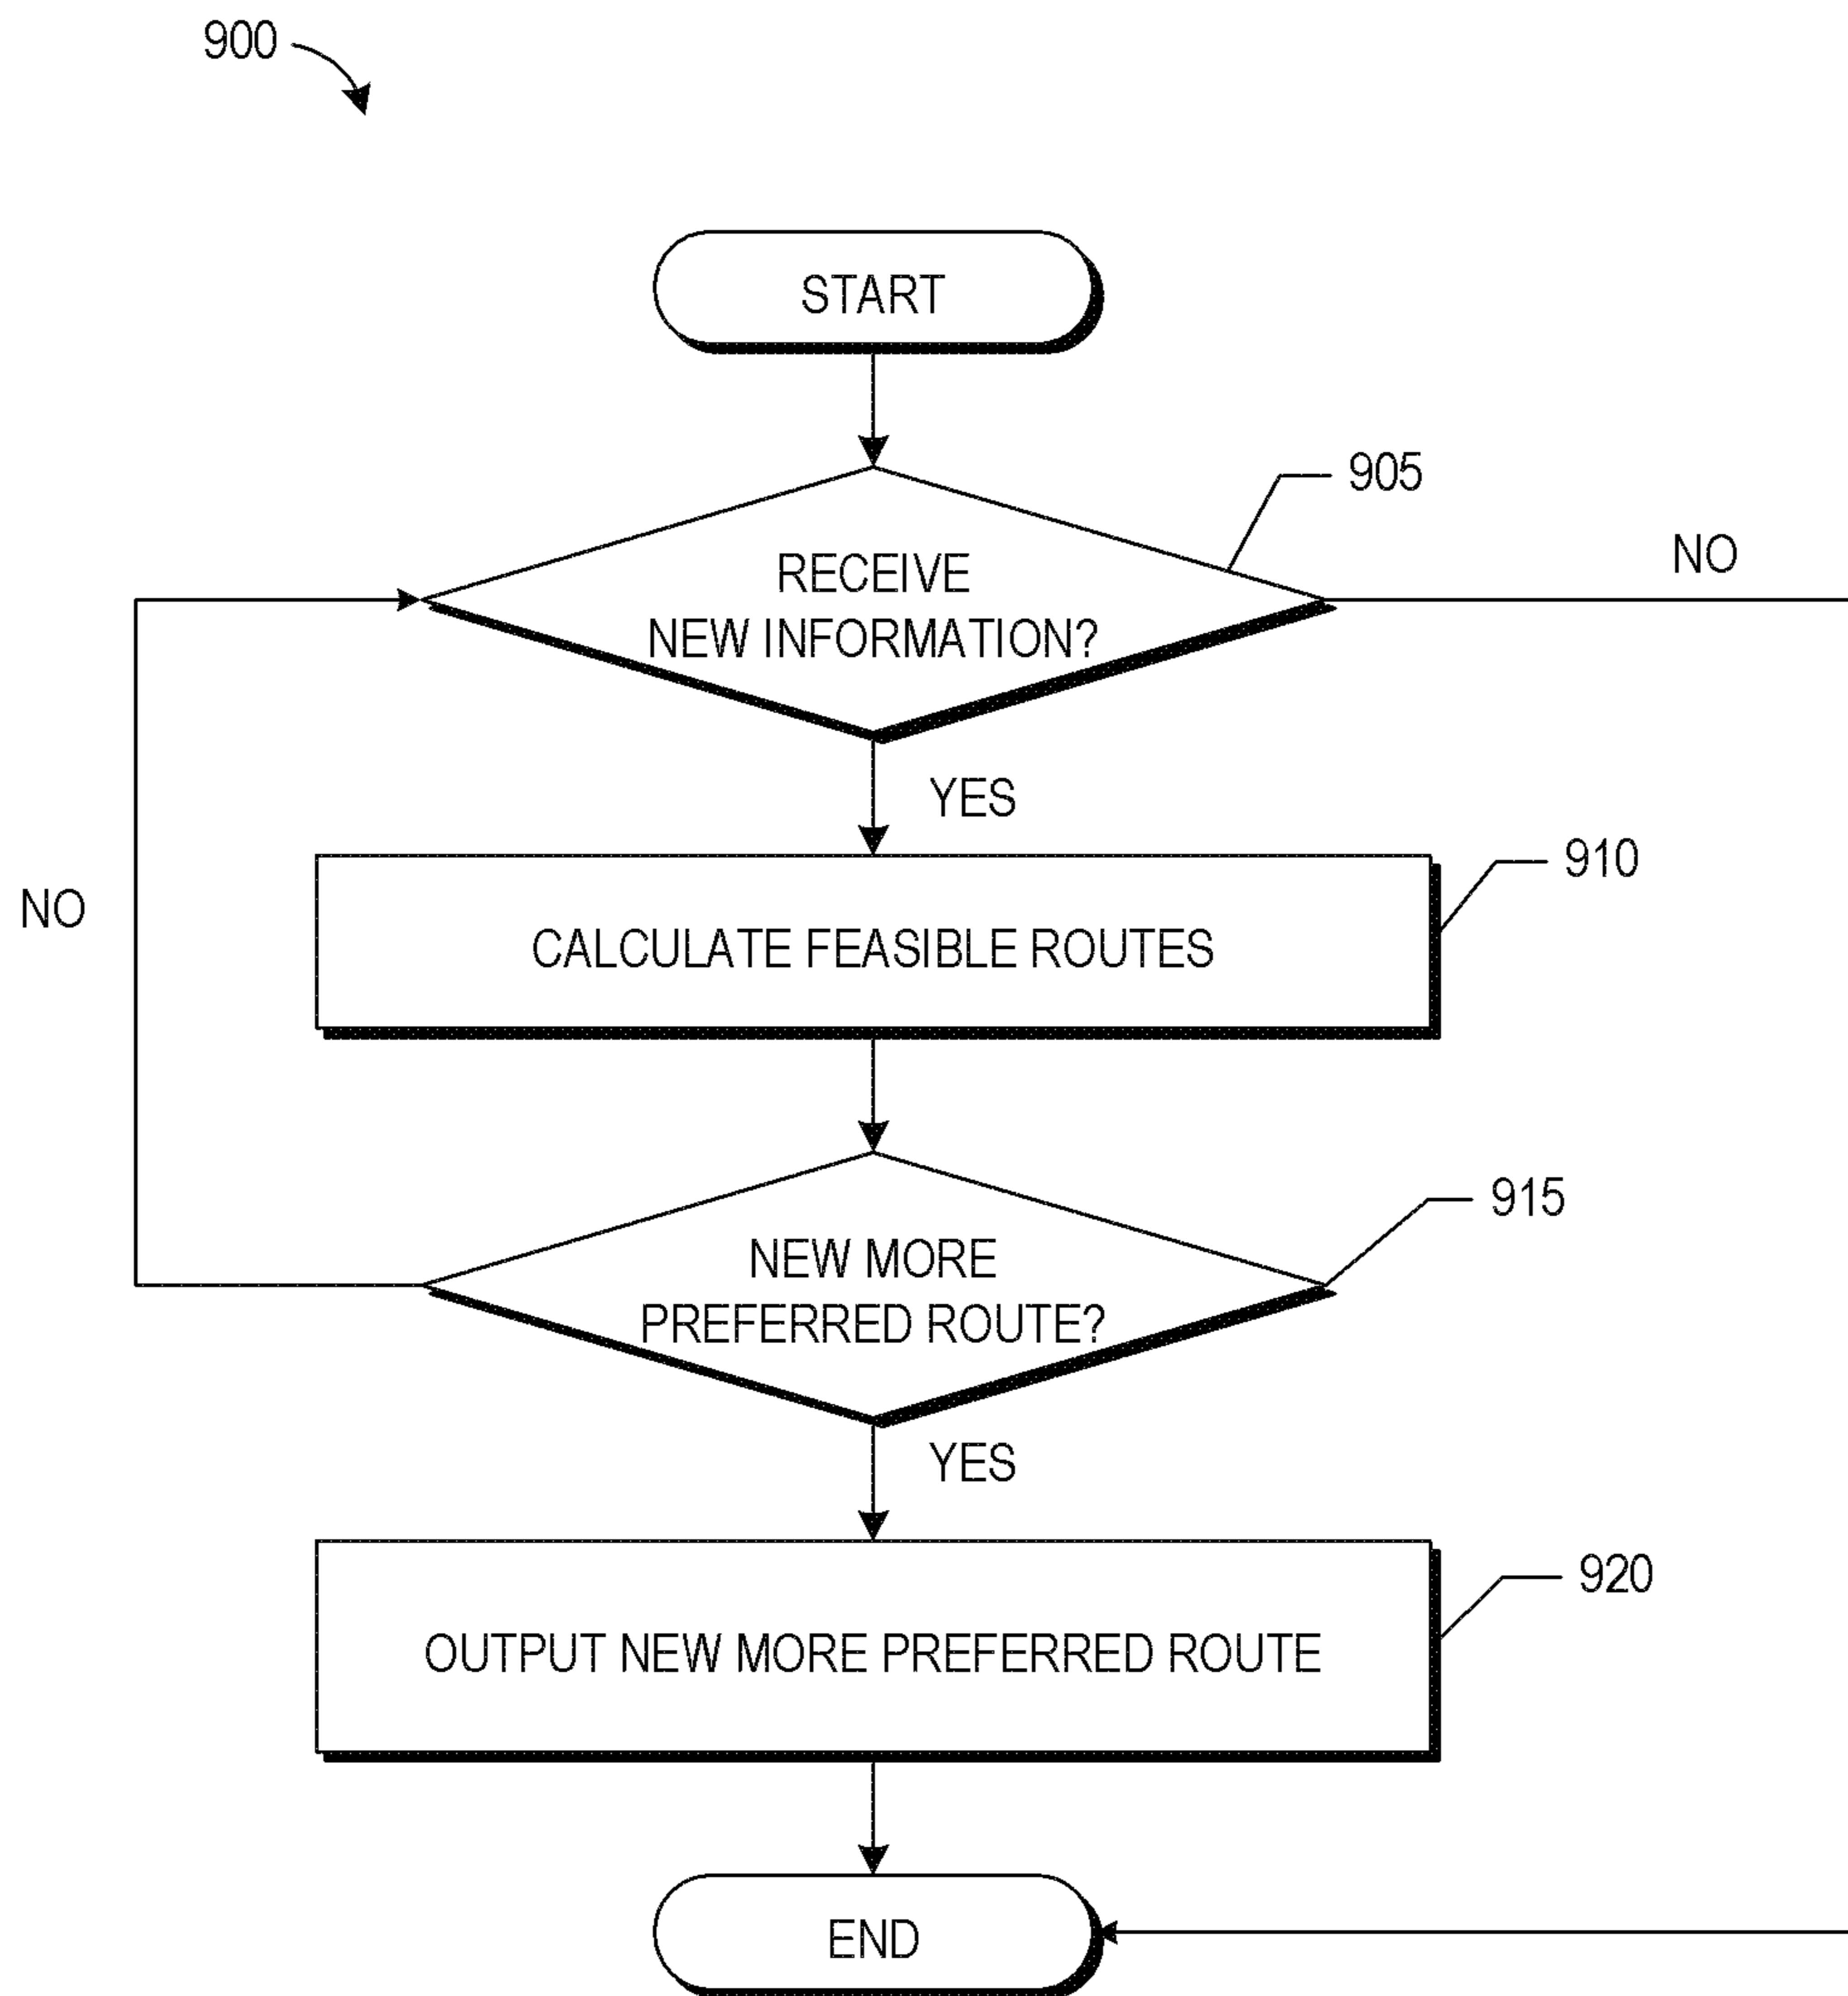 900
START
905
NO
RECEIVE
NEW INFORMATION?
YES
910
NO
CALCULATE FEASIBLE ROUTES
915
NEW MORE
PREFERRED ROUTE?
YES
920
OUTPUT NEW MORE PREFERRED ROUTE
END